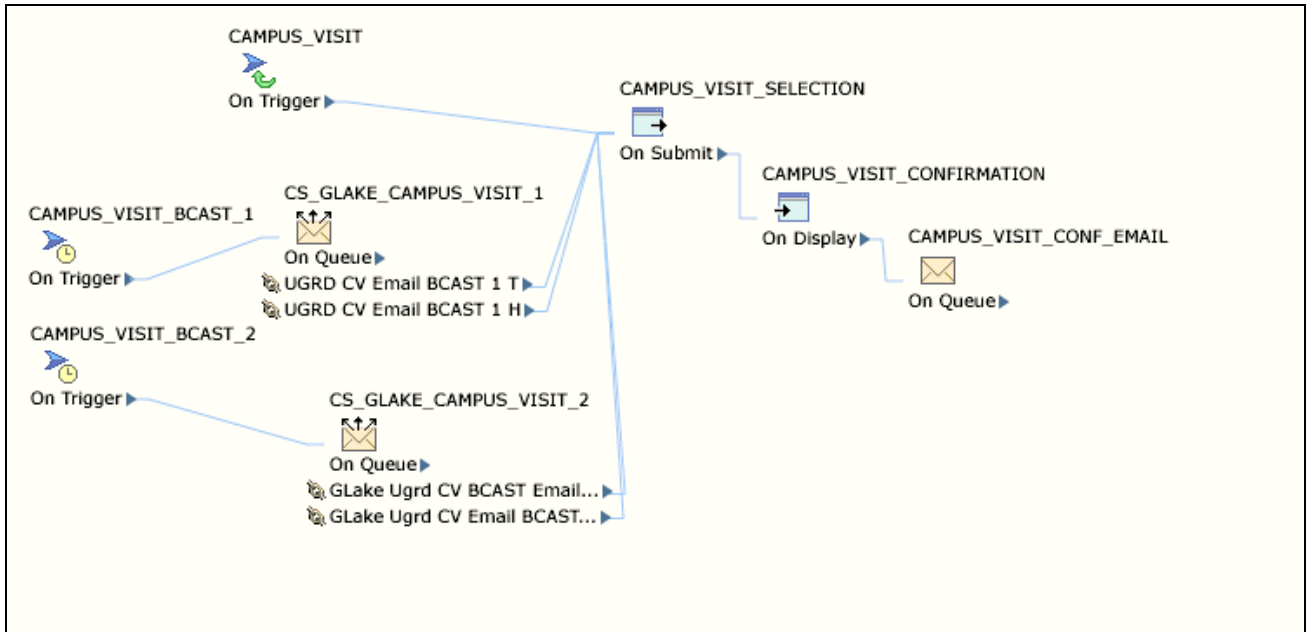 CAMPUS_VISIT
On Trigger
CAMPUS_VISIT_SELECTION
On Submit
CAMPUS_VISIT_CONFIRMATION
On Display
CAMPUS_VISIT_CONF_EMAIL
On Queue
CAMPUS_VISIT_BCAST_1
On Trigger
CS_GLAKE_CAMPUS_VISIT_1
On Queue
UGRD CV Email BCAST 1 T
UGRD CV Email BCAST 1 H
CAMPUS_VISIT_BCAST_2
On Trigger
CS_GLAKE_CAMPUS_VISIT_2
On Queue
GLake Ugrd CV BCAST Email...
GLake Ugrd CV Email BCAST...